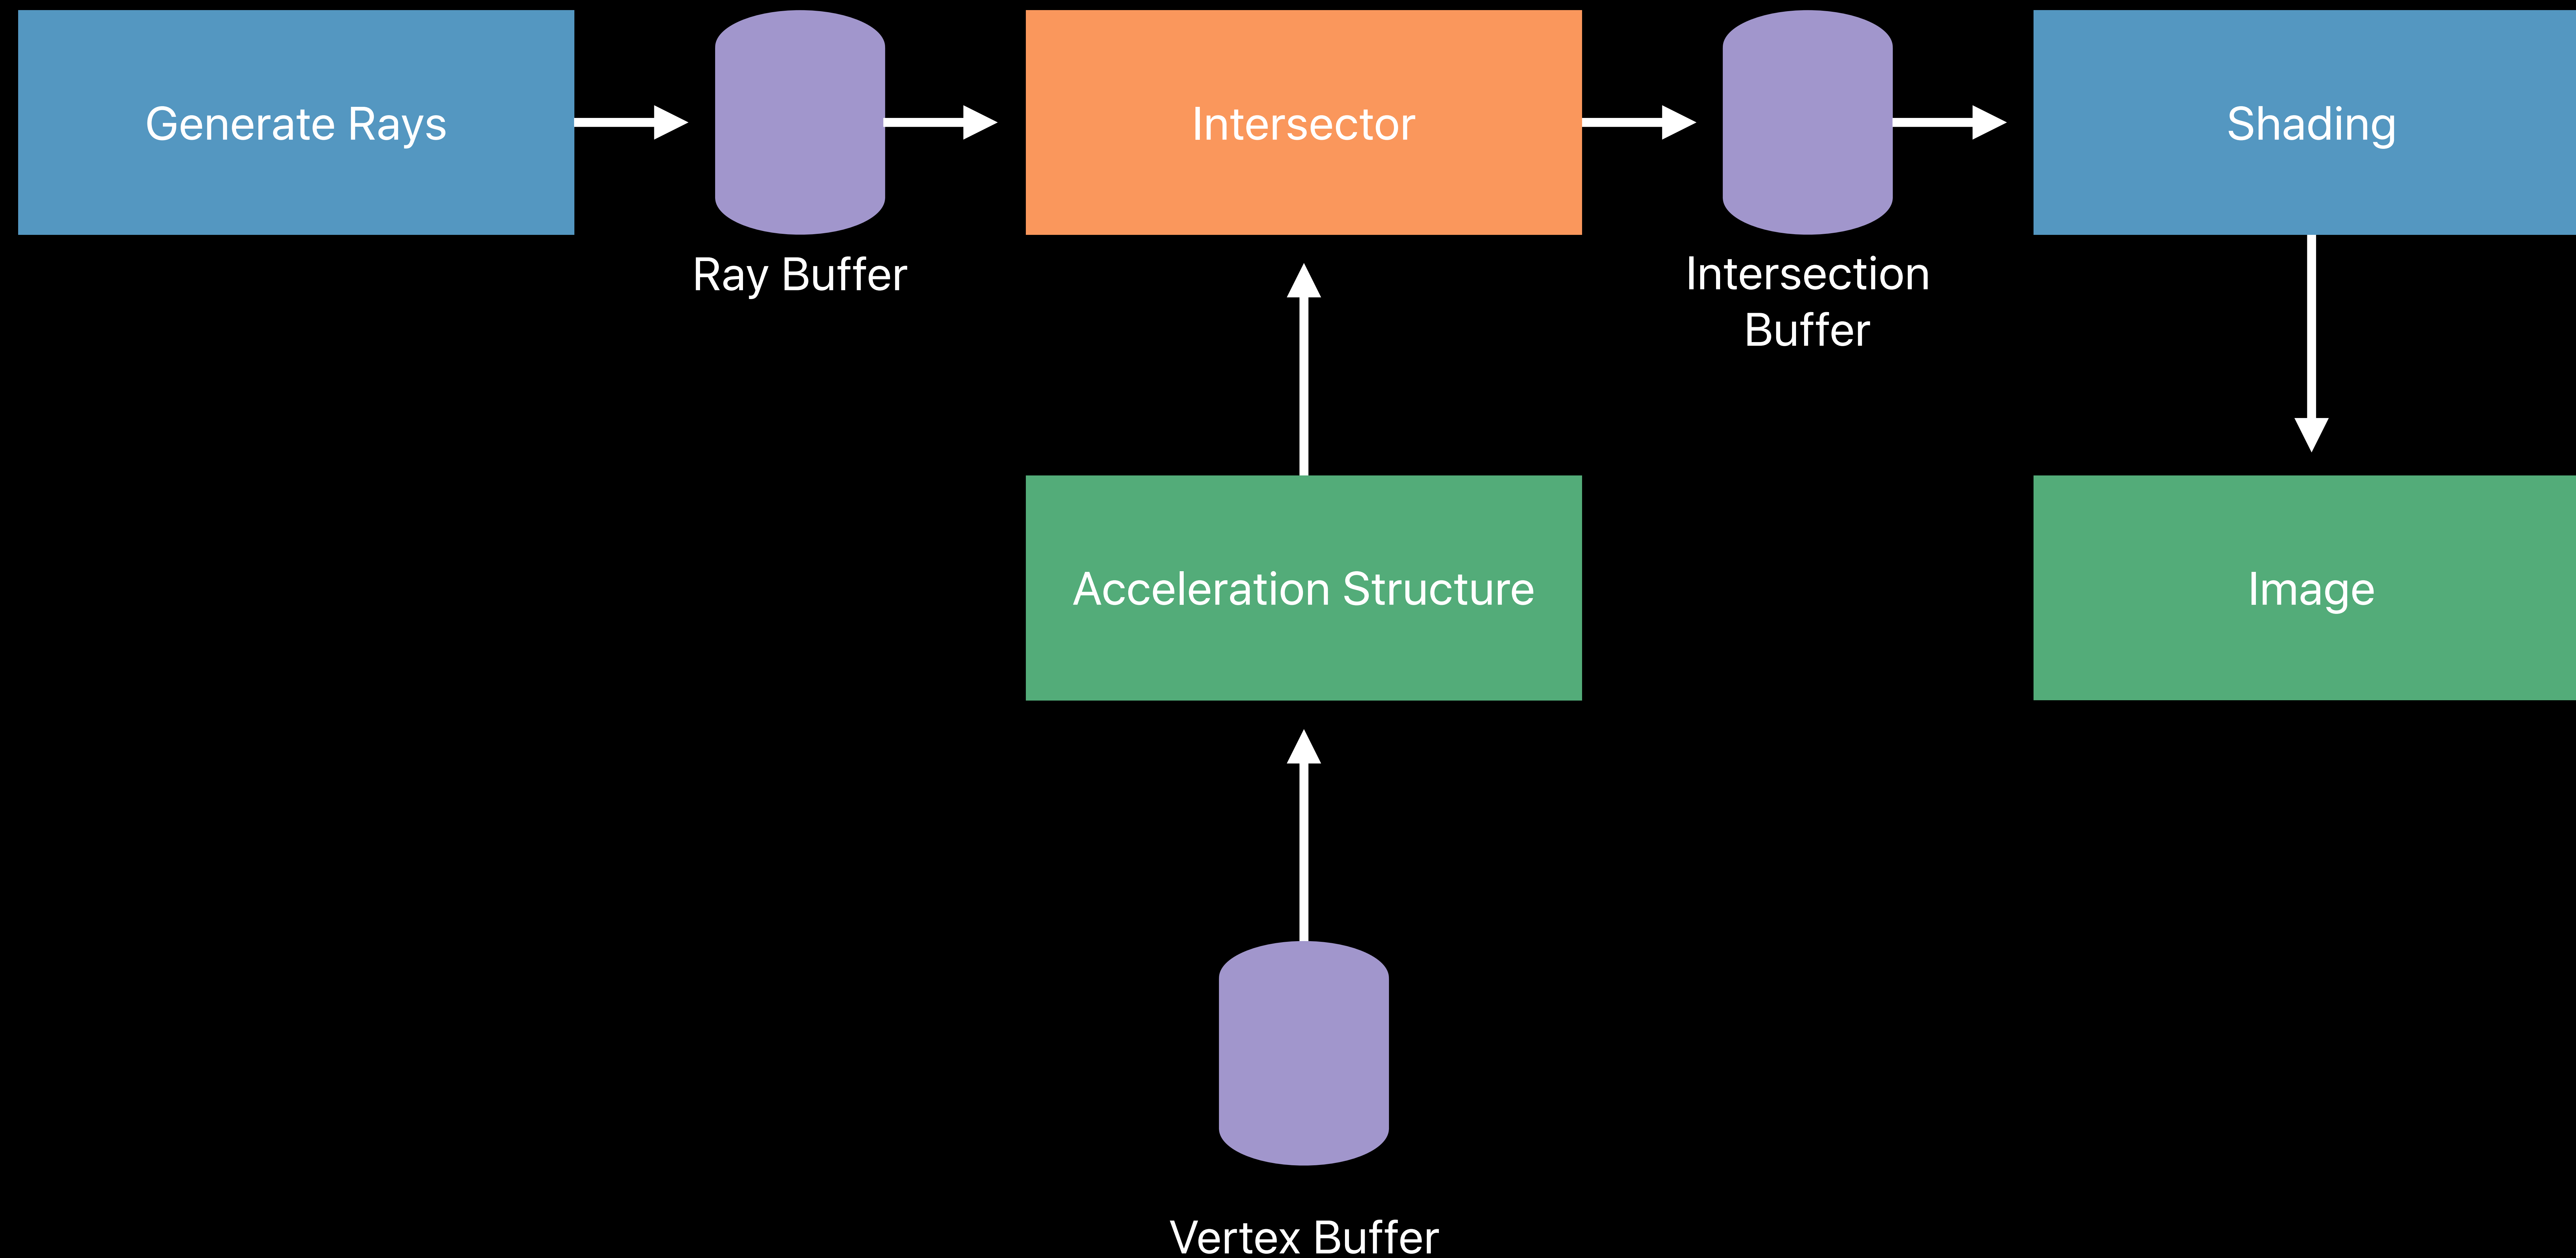 Generate Rays
Intersector
Shading
Ray Buffer
Intersection
Buffer
Acceleration Structure
Image
Vertex Buffer